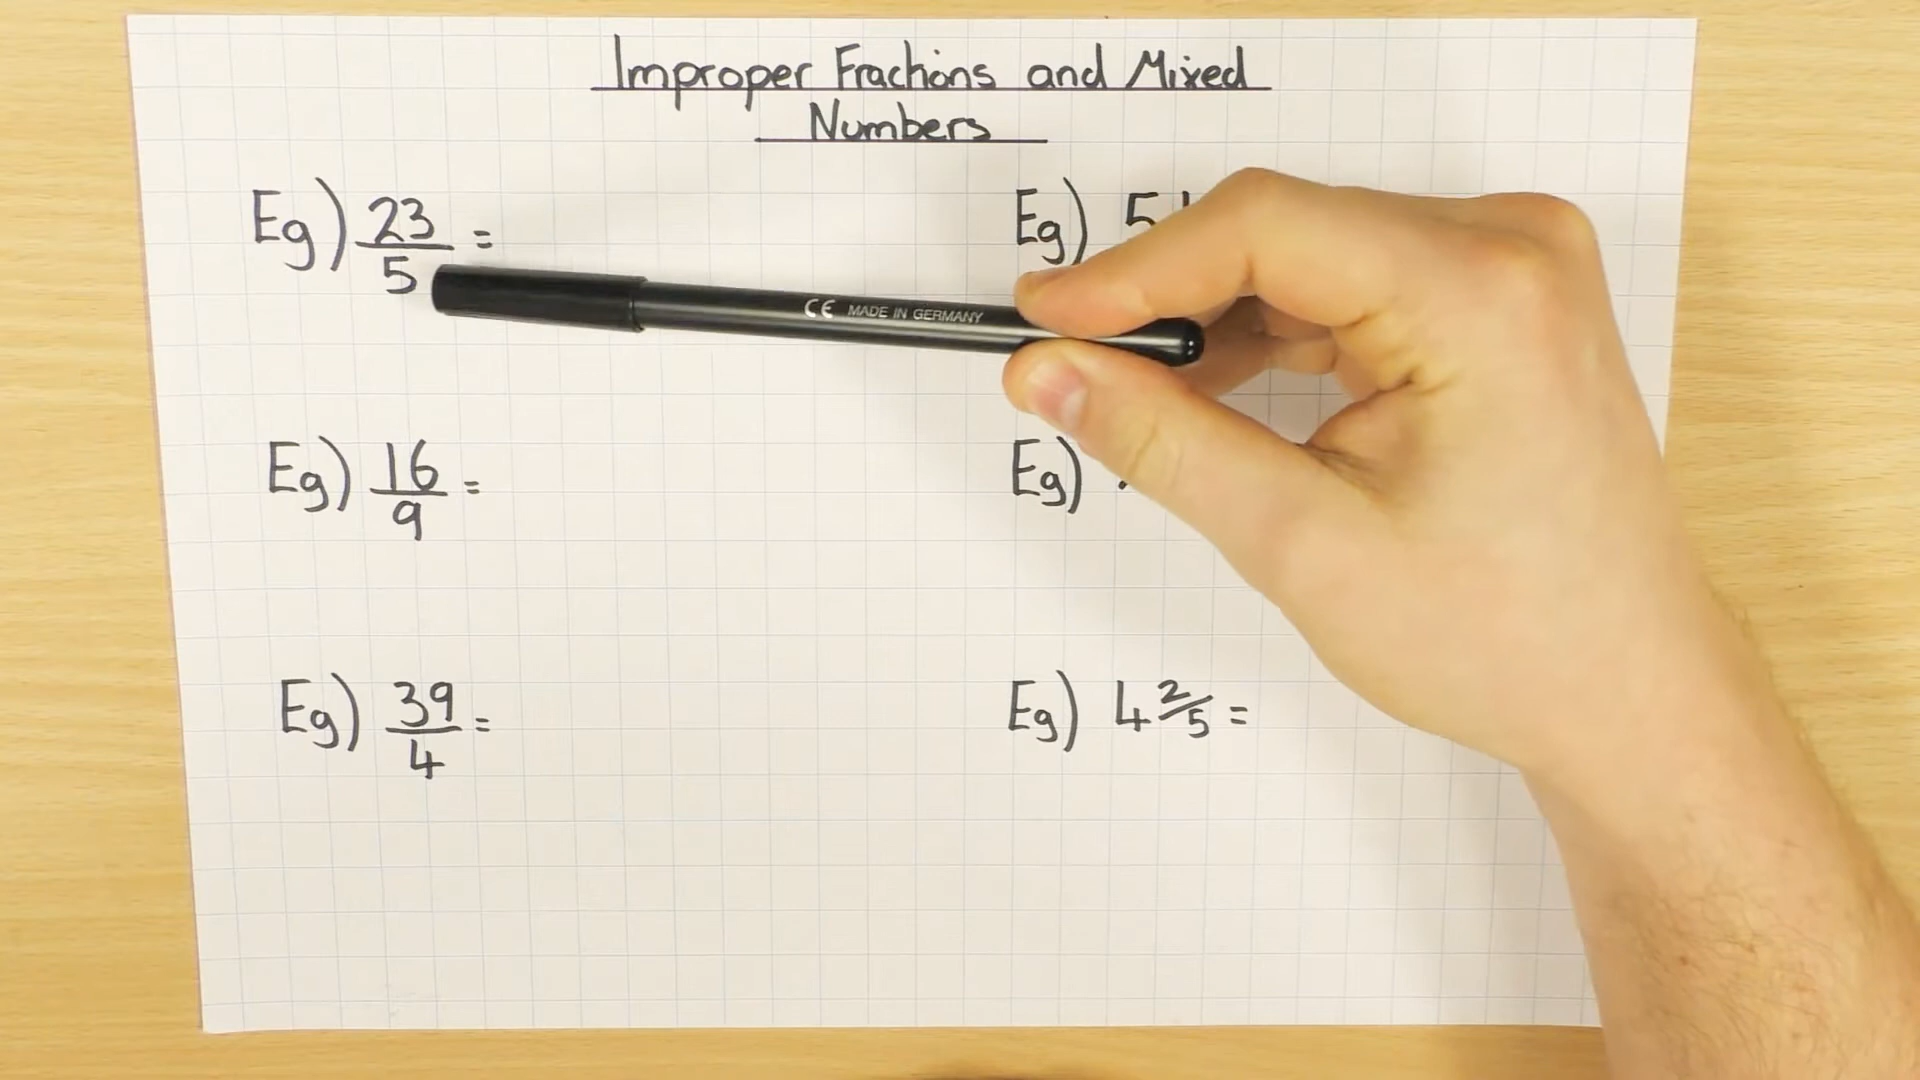 Improper Fractions and Mixed
Numbers
Eg) 23/5 =
Eg) 5
CE MADE IN GERMANY
Eg) 16/9 =
Eg)
Eg) 39/4 =
Eg) 4 2/5 =